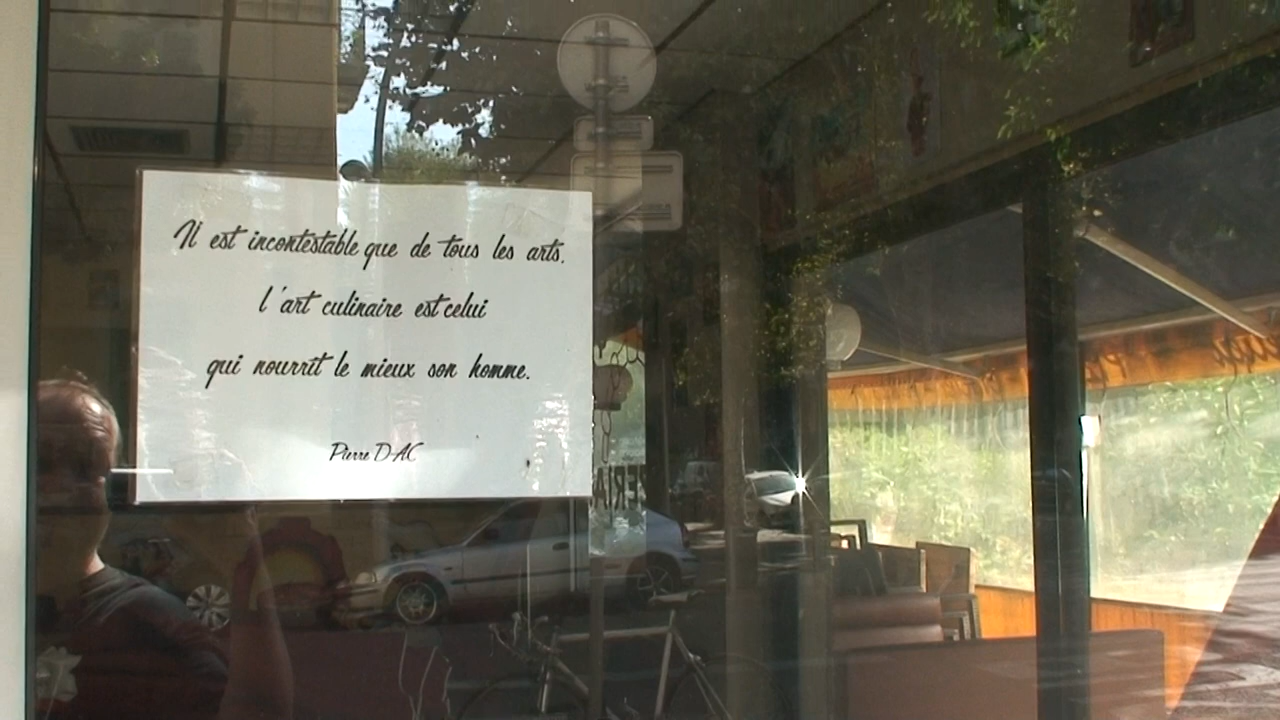 Il est incontestable que de tous les arts,
l'art culinaire est celui
qui nourrit le mieux son homme.
Pierre DAC